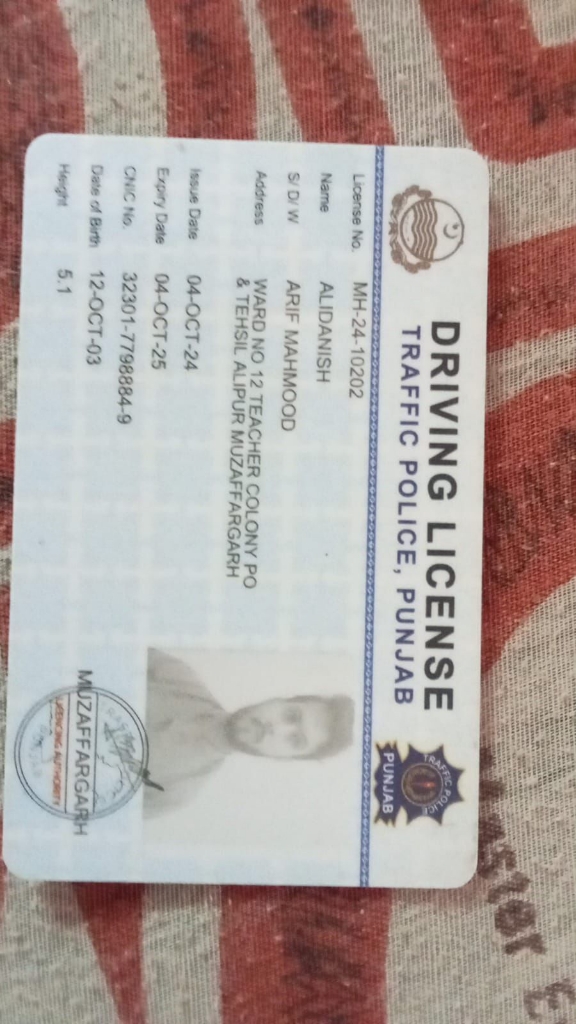 DRIVING LICENSE
TRAFFIC POLICE, PUNJAB
TRAFFIC POLICE
PUNJAB
License No. MH-24-10202
Name ALIDANISH
S/ D/ W ARIF MAHMOOD
Address WARD NO 12 TEACHER COLONY PO
& TEHSIL ALIPUR MUZAFFARGARH
Issue Date 04-OCT-24
Expiry Date 04-OCT-25
CNIC No. 32301-7798884-9
Date of Birth 12-OCT-03
Height 5.1
MUZAFFARGARH
LICENCING AUTHORITY